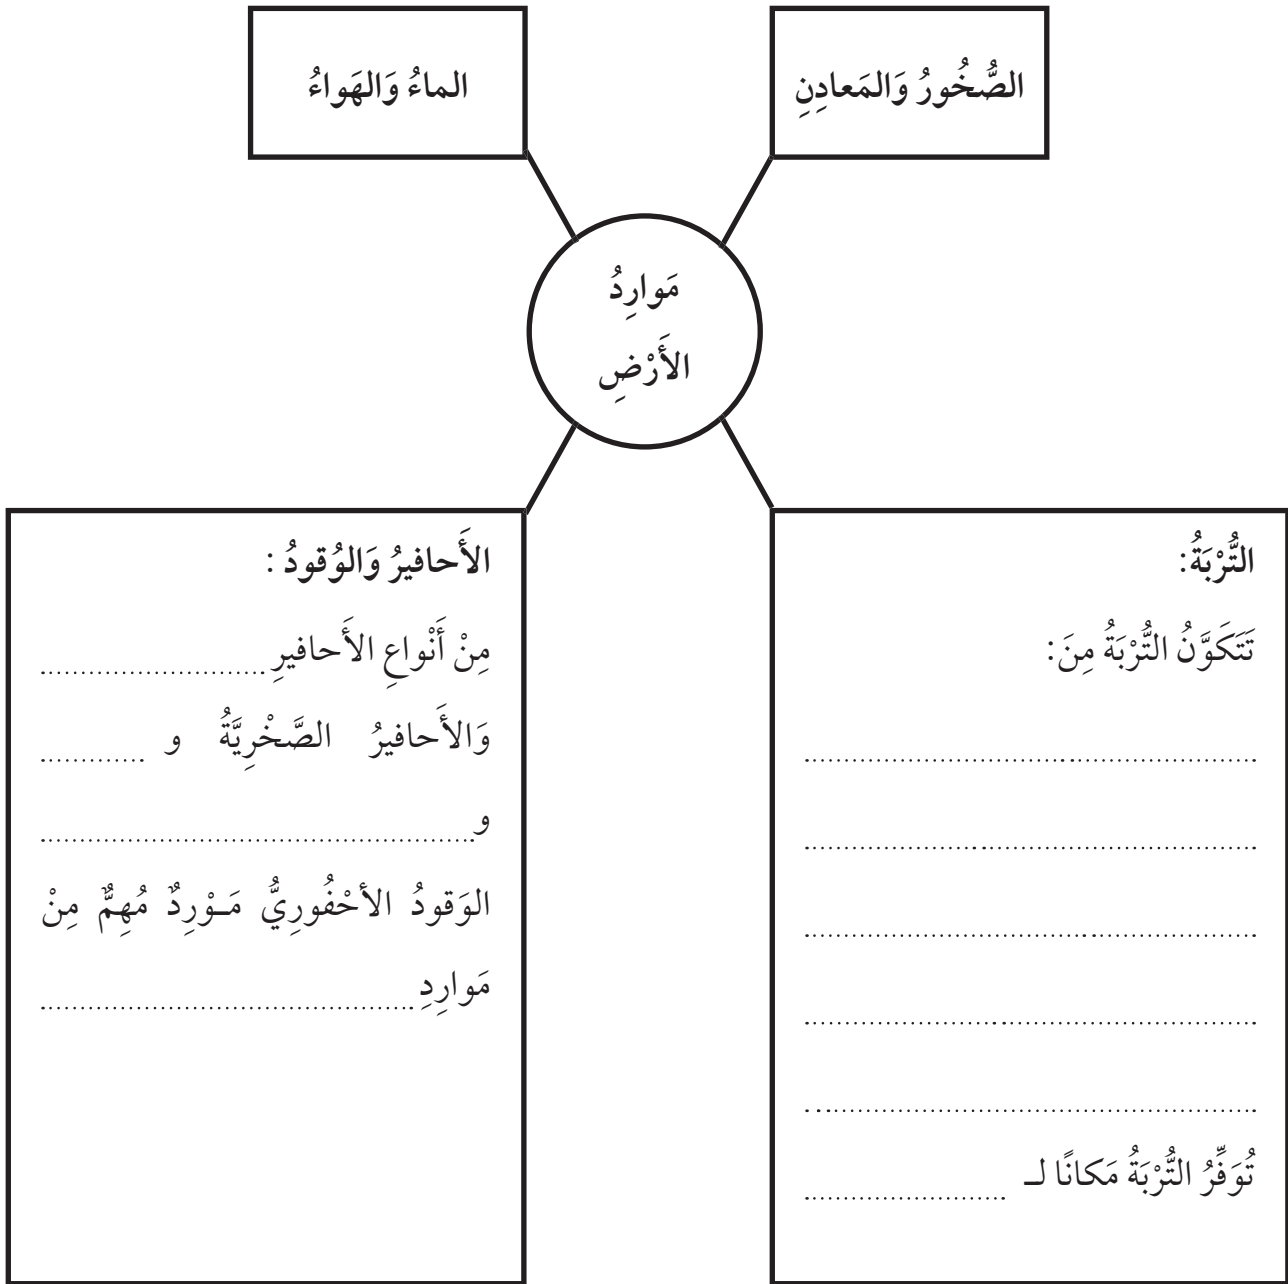 الصُّخُورُ وَالمَعادِنِ
الماءُ وَالهَواءُ
مَوارِدُ
الأَرْضِ
التُّرْبَةُ:
تَتَكَوَّنُ التُّرْبَةُ مِنَ:
..........................................................
..........................................................
..........................................................
..........................................................
..........................................................
تُوَفِّرُ التُّرْبَةُ مَكانًا لـ ..........................
الأَحافيرُ وَالوُقودُ :
مِنْ أَنْواعِ الأَحافيرِ .............................
وَالأَحافيرُ الصَّخْرِيَّةُ و .............
و........................................................
الوَقودُ الأحْفُورِيُّ مَـوْرِدٌ مُهِمٌّ مِنْ
مَوارِدِ ................................................